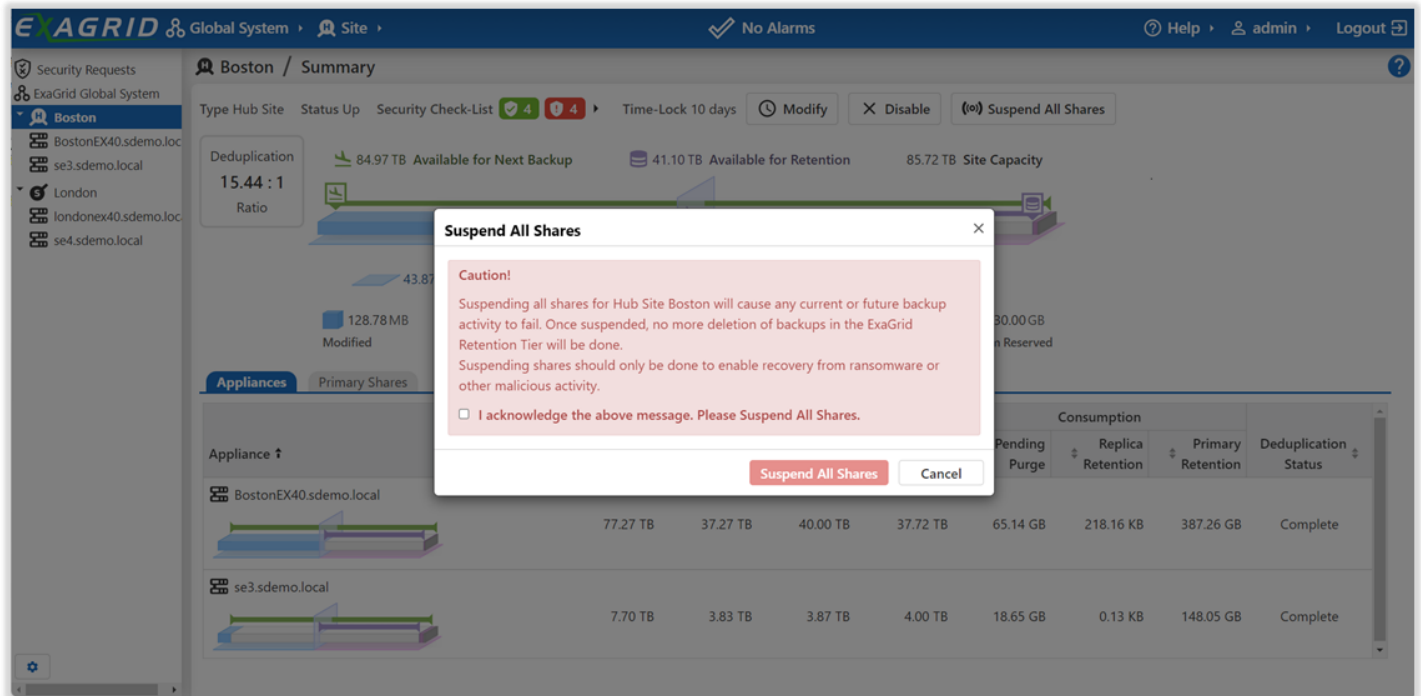 EXAGRID Global System Site No Alarms Help admin Logout
Security Requests
ExaGrid Global System
Boston
BostonEX40.sdemo.loc
se3.sdemo.local
London
londonex40.sdemo.loc
se4.sdemo.local
Boston / Summary
Type Hub Site Status Up Security Check-List 4 4 Time-Lock 10 days Modify Disable Suspend All Shares
Deduplication
15.44 : 1
Ratio
84.97 TB Available for Next Backup 41.10 TB Available for Retention 85.72 TB Site Capacity
43.87
128.78 MB
Modified
30.00 GB
n Reserved
Suspend All Shares
Caution!
Suspending all shares for Hub Site Boston will cause any current or future backup
activity to fail. Once suspended, no more deletion of backups in the ExaGrid
Retention Tier will be done.
Suspending shares should only be done to enable recovery from ransomware or
other malicious activity.
I acknowledge the above message. Please Suspend All Shares.
Suspend All Shares Cancel
Appliances Primary Shares
Consumption
Appliance Pending Purge Replica Retention Primary Retention Deduplication Status
BostonEX40.sdemo.local
77.27 TB 37.27 TB 40.00 TB 37.72 TB 65.14 GB 218.16 KB 387.26 GB Complete
se3.sdemo.local
7.70 TB 3.83 TB 3.87 TB 4.00 TB 18.65 GB 0.13 KB 148.05 GB Complete